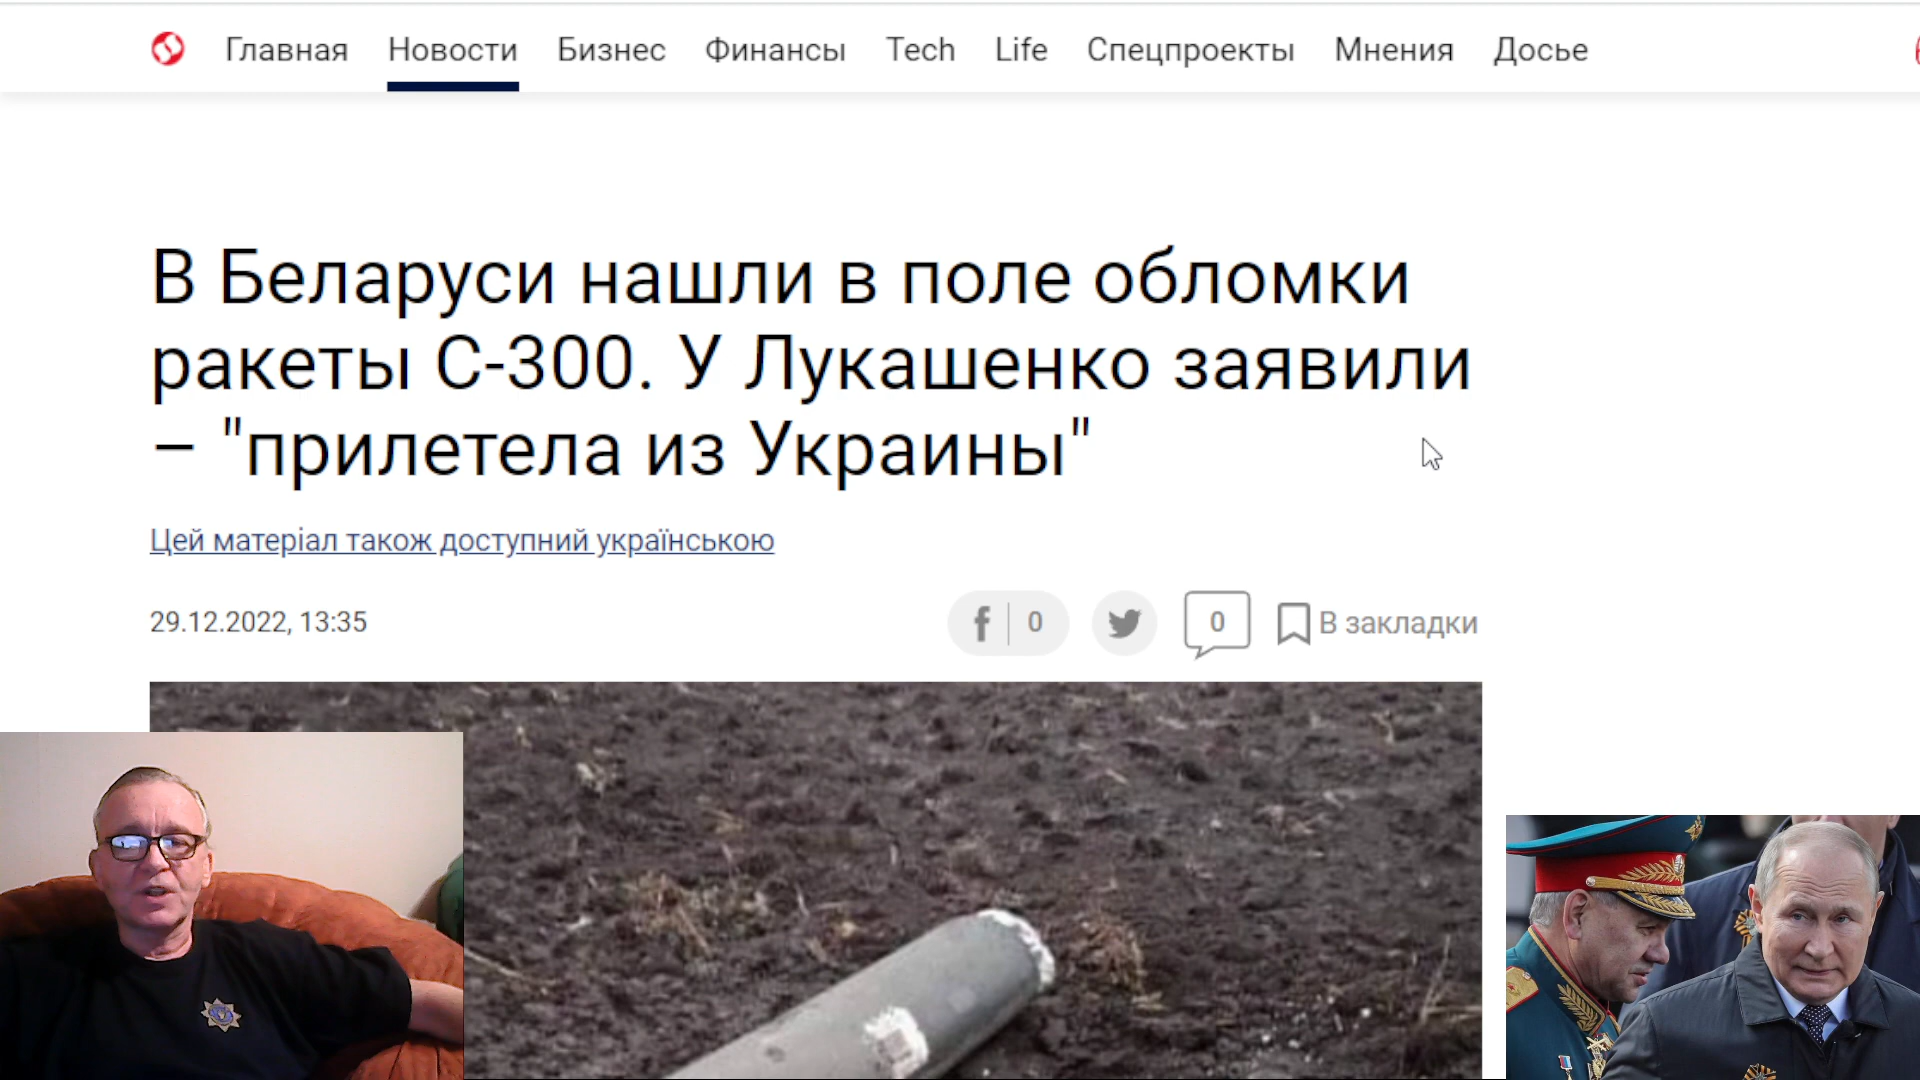 Главная Новости Бизнес Финансы Tech Life Спецпроекты Мнения Досье
В Беларуси нашли в поле обломки
ракеты С-300. У Лукашенко заявили
– "прилетела из Украины"
Цей матеріал також доступний українською
29.12.2022, 13:35
0
0
В закладки